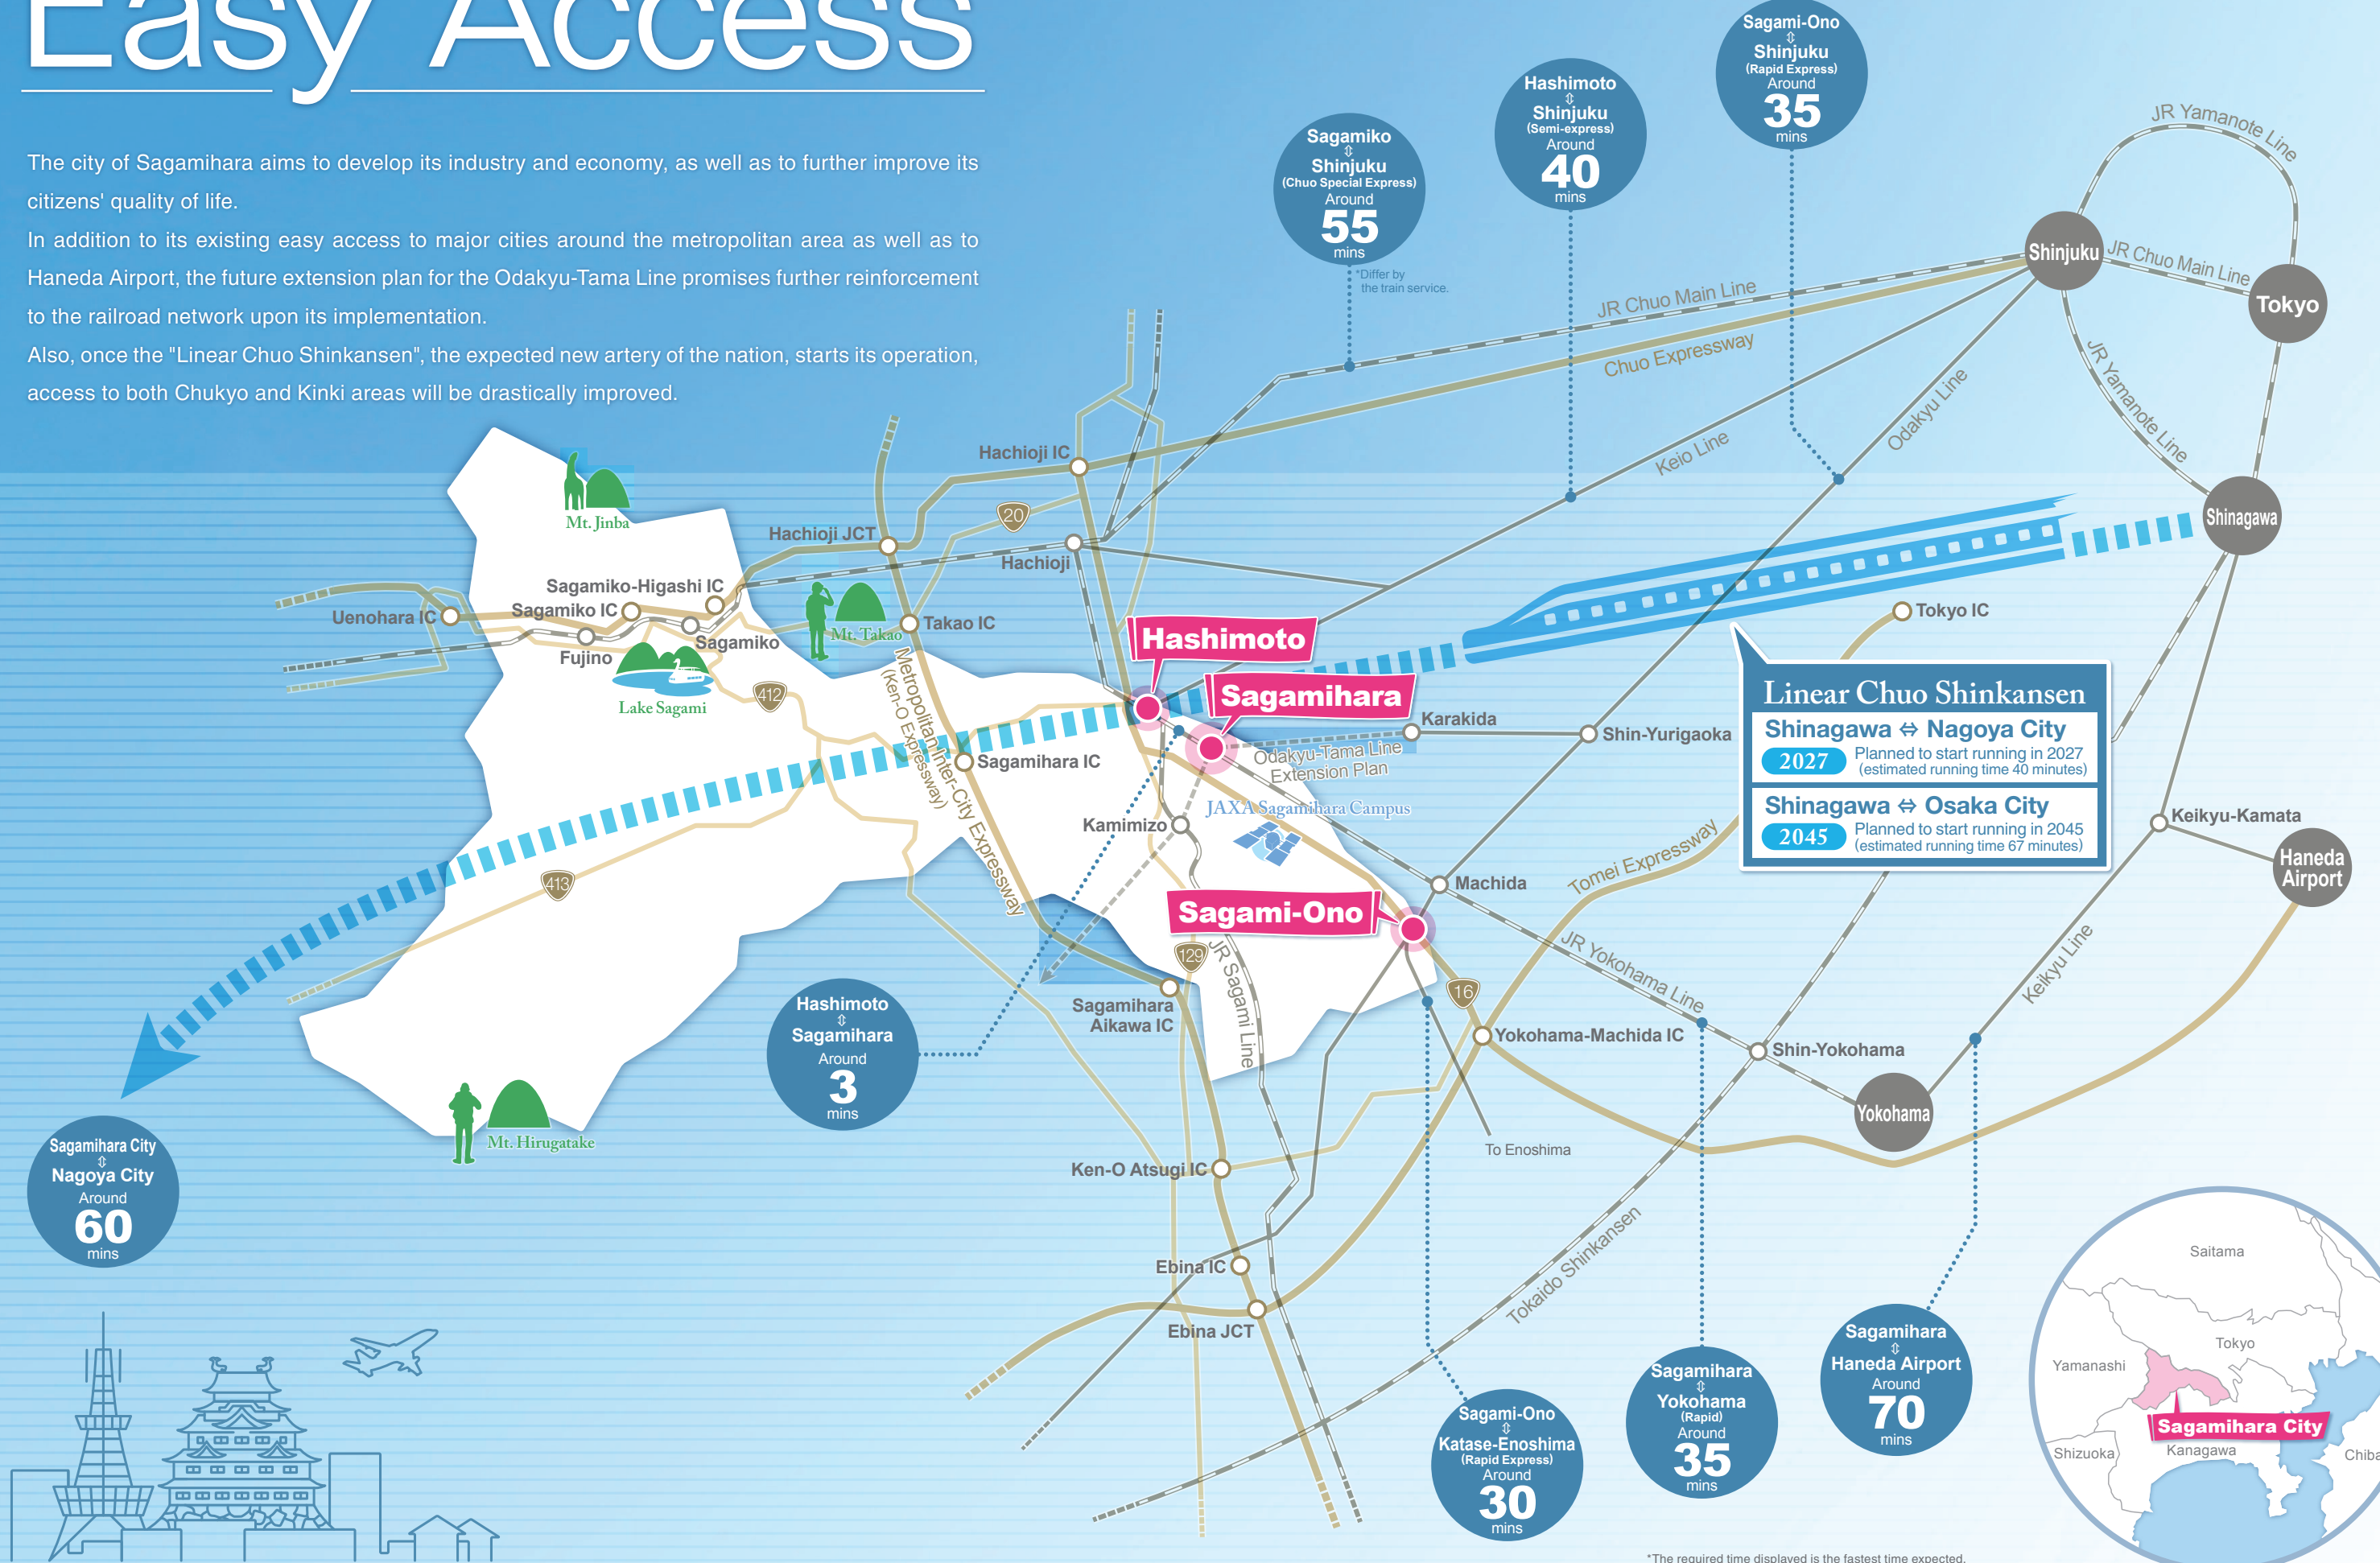 Easy Access
The city of Sagamihara aims to develop its industry and economy, as well as to further improve its
citizens' quality of life.
In addition to its existing easy access to major cities around the metropolitan area as well as to
Haneda Airport, the future extension plan for the Odakyu-Tama Line promises further reinforcement
to the railroad network upon its implementation.
Also, once the "Linear Chuo Shinkansen", the expected new artery of the nation, starts its operation,
access to both Chukyo and Kinki areas will be drastically improved.
Sagamiko
⇕
Shinjuku
(Chuo Special Express)
Around
55
mins
*Differ by
the train service.
Hashimoto
⇕
Shinjuku
(Semi-express)
Around
40
mins
Sagami-Ono
⇕
Shinjuku
(Rapid Express)
Around
35
mins
JR Yamanote Line
Shinjuku
JR Chuo Main Line
Tokyo
JR Chuo Main Line
Chuo Expressway
JR Yamanote Line
Odakyu Line
Keio Line
Shinagawa
Hachioji IC
20
Hachioji JCT
Hachioji
Mt. Jinba
Sagamiko-Higashi IC
Sagamiko IC
Uenohara IC
Fujino
Sagamiko
Mt. Takao
Takao IC
Lake Sagami
412
Metropolitan Inter-City Expressway
(Ken-O Expressway)
Hashimoto
Sagamihara
Tokyo IC
Karakida
Shin-Yurigaoka
Odakyu-Tama Line
Extension Plan
Sagamihara IC
JAXA Sagamihara Campus
Kamimizo
Linear Chuo Shinkansen
Shinagawa ⇔ Nagoya City
2027
Planned to start running in 2027
(estimated running time 40 minutes)
Shinagawa ⇔ Osaka City
2045
Planned to start running in 2045
(estimated running time 67 minutes)
Keikyu-Kamata
Haneda
Airport
Tomei Expressway
413
Machida
Sagami-Ono
129
JR Sagami Line
JR Yokohama Line
16
Keikyu Line
Sagamihara
Aikawa IC
Yokohama-Machida IC
Shin-Yokohama
Yokohama
Hashimoto
⇕
Sagamihara
Around
3
mins
Mt. Hirugatake
To Enoshima
Ken-O Atsugi IC
Sagamihara City
⇕
Nagoya City
Around
60
mins
Ebina IC
Ebina JCT
Tokaido Shinkansen
Sagami-Ono
⇕
Katase-Enoshima
(Rapid Express)
Around
30
mins
Sagamihara
⇕
Yokohama
(Rapid)
Around
35
mins
Sagamihara
⇕
Haneda Airport
Around
70
mins
Saitama
Tokyo
Yamanashi
Sagamihara City
Shizuoka
Kanagawa
Chiba
*The required time displayed is the fastest time expected.